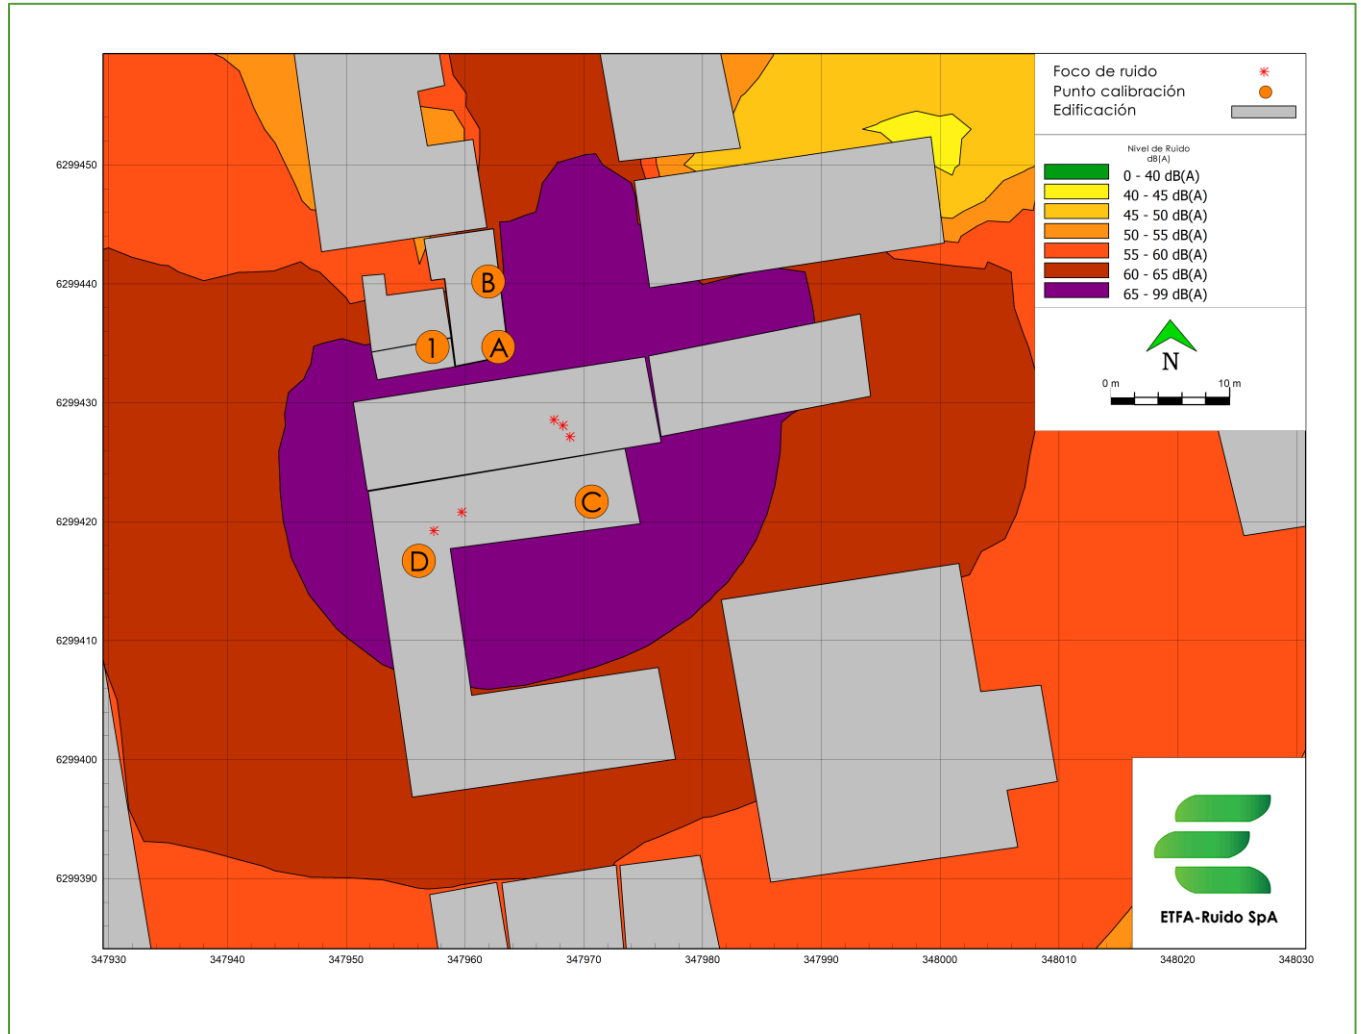 Foco de ruido
Punto calibración
Edificación
Nivel de Ruido
dB(A)
0 - 40 dB(A)
40 - 45 dB(A)
45 - 50 dB(A)
50 - 55 dB(A)
55 - 60 dB(A)
60 - 65 dB(A)
65 - 99 dB(A)
N
0 m
10 m
6299450
6299440
6299430
6299420
6299410
6299400
6299390
B
1
A
C
D
ETFA-Ruido SpA
347930
347940
347950
347960
347970
347980
347990
348000
348010
348020
348030